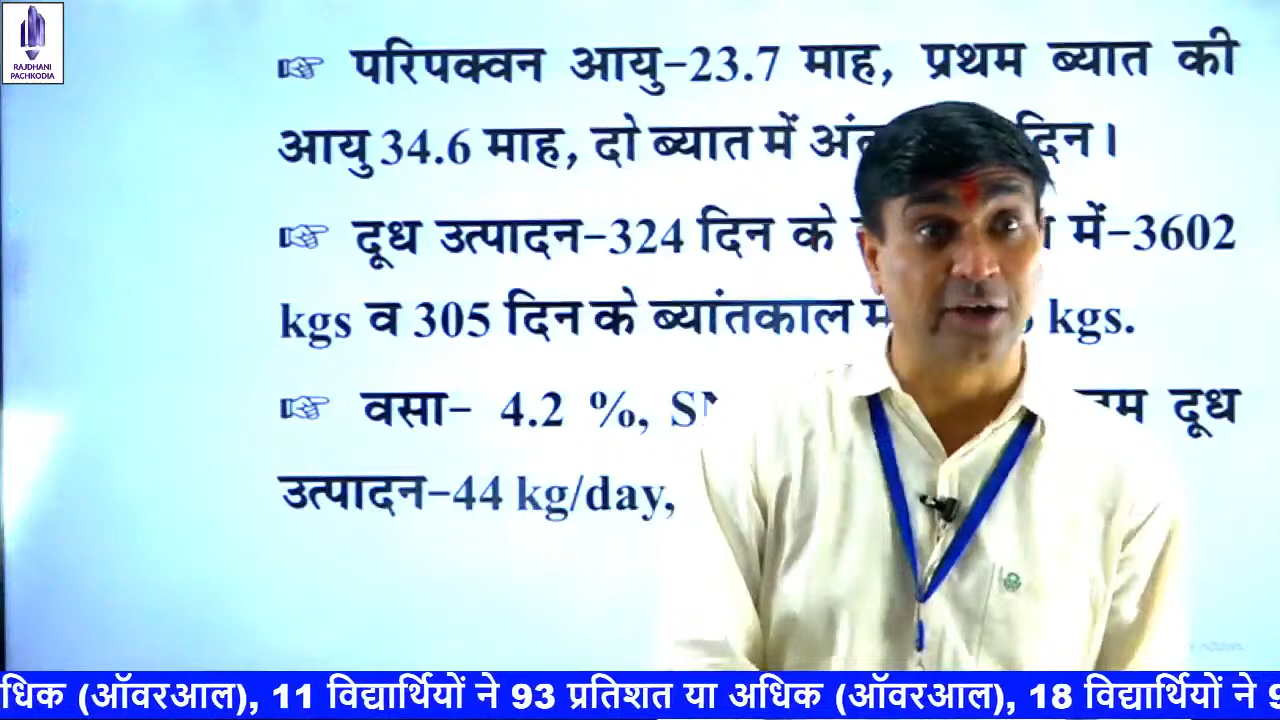 RAJDHANI
PACHKODIA
☞ परिपक्वन आयु-23.7 माह, प्रथम ब्यात की
आयु 34.6 माह, दो ब्यात में दिन।
☞ दूध उत्पादन-324 दिन के में-3602
kgs व 305 दिन के ब्यांतकाल kgs.
☞ वसा- 4.2 %, दूध
उत्पादन-44 kg/day,
धिक (ऑवरआल), 11 विद्यार्थियों ने 93 प्रतिशत या अधिक (ऑवरआल), 18 विद्यार्थियों ने 9